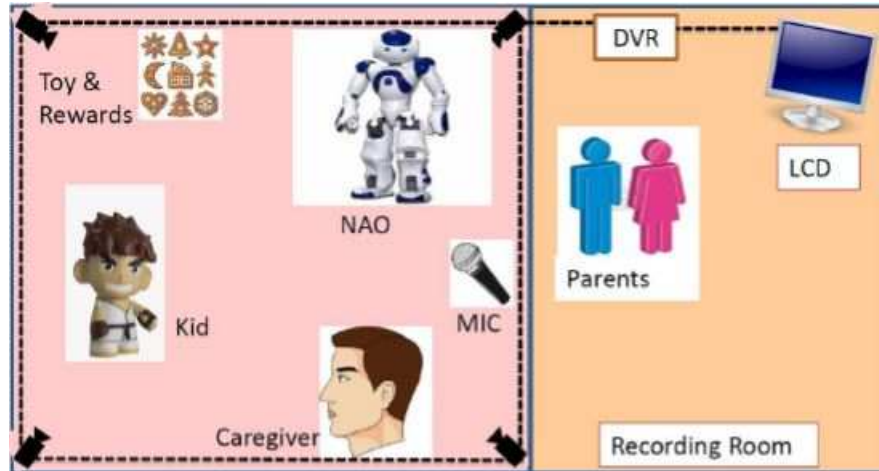 DVR
Toy &
Rewards
LCD
NAO
Parents
MIC
Kid
Caregiver
Recording Room